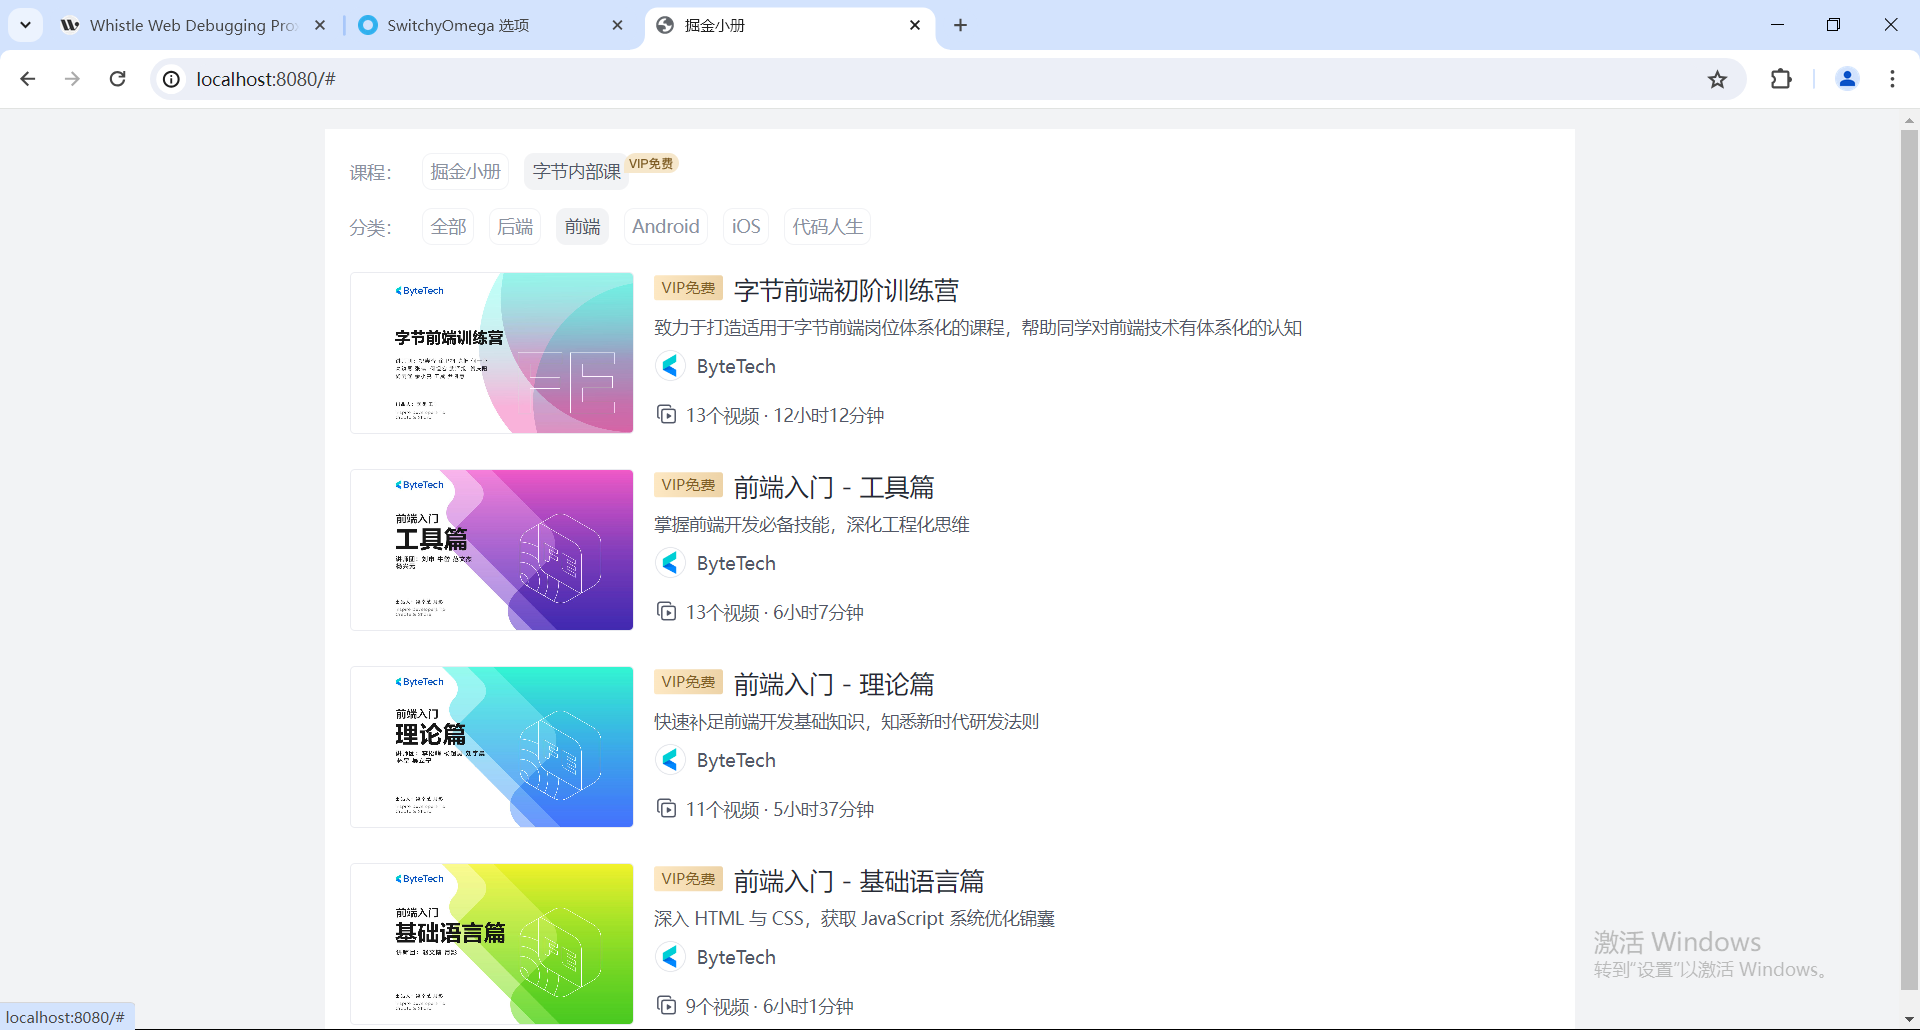 Whistle Web Debugging Pro
SwitchyOmega 选项
掘金小册
localhost:8080/#
课程：
掘金小册
字节内部课
VIP免费
分类：
全部
后端
前端
Android
iOS
代码人生
ByteTech
字节前端训练营
VIP免费
字节前端初阶训练营
致力于打造适用于字节前端岗位体系化的课程，帮助同学对前端技术有体系化的认知
ByteTech
13个视频 · 12小时12分钟
ByteTech
前端入门
工具篇
VIP免费
前端入门 - 工具篇
掌握前端开发必备技能，深化工程化思维
ByteTech
13个视频 · 6小时7分钟
ByteTech
前端入门
理论篇
VIP免费
前端入门 - 理论篇
快速补足前端开发基础知识，知悉新时代研发法则
ByteTech
11个视频 · 5小时37分钟
ByteTech
前端入门
基础语言篇
VIP免费
前端入门 - 基础语言篇
深入 HTML 与 CSS，获取 JavaScript 系统优化锦囊
ByteTech
9个视频 · 6小时1分钟
激活 Windows
转到“设置”以激活 Windows。
localhost:8080/#